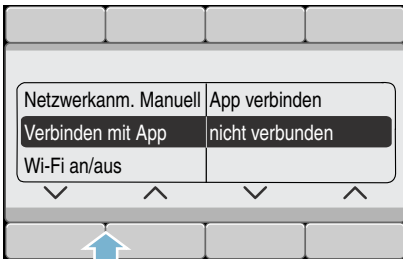 Netzwerkanm. Manuell App verbinden
Verbinden mit App nicht verbunden
Wi-Fi an/aus